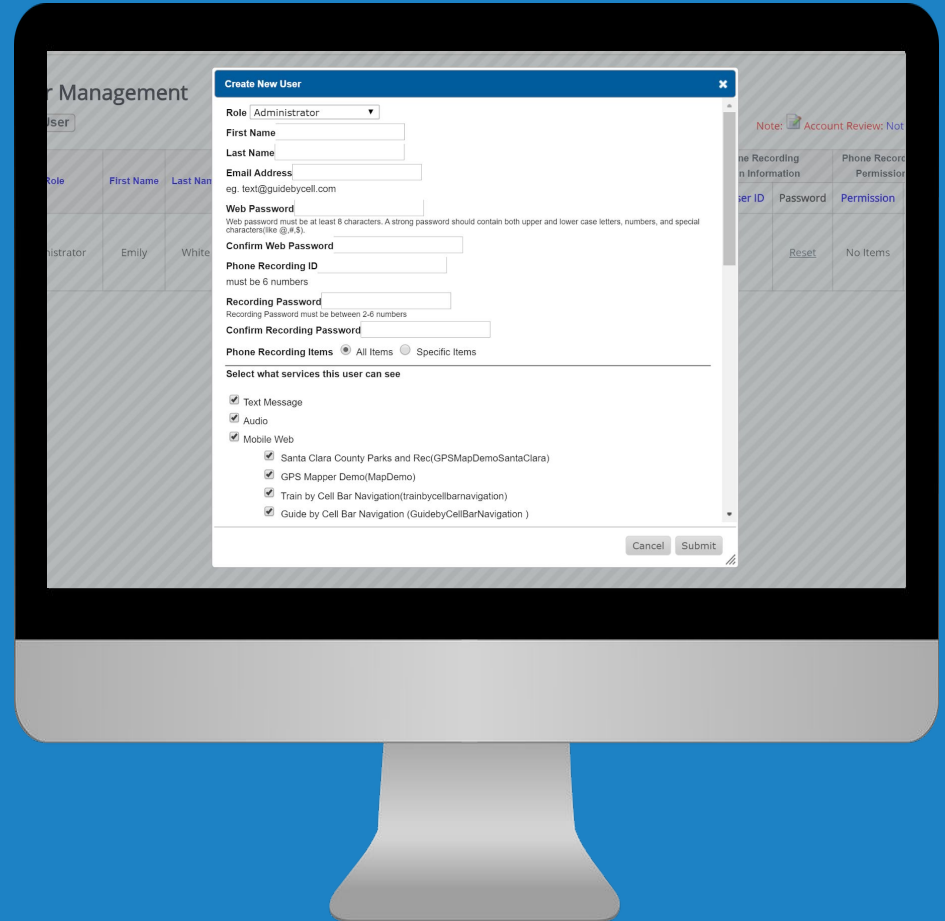 r Management
User
Note: Account Review: Not
Role First Name Last Nam
ne Recording
n Information
Phone Record
Permission
ser ID Password Permission
nistrator Emily White
Reset No Items
Create New User
Role Administrator
First Name
Last Name
Email Address
eg. text@guidebycell.com
Web Password
Web password must be at least 8 characters. A strong password should contain both upper and lower case letters, numbers, and special
characters(like @,#,$).
Confirm Web Password
Phone Recording ID
must be 6 numbers
Recording Password
Recording Password must be between 2-6 numbers
Confirm Recording Password
Phone Recording Items All Items Specific Items
Select what services this user can see
Text Message
Audio
Mobile Web
Santa Clara County Parks and Rec(GPSMapDemoSantaClara)
GPS Mapper Demo(MapDemo)
Train by Cell Bar Navigation(trainbycellbarnavigation)
Guide by Cell Bar Navigation (GuidebyCellBarNavigation )
Cancel Submit